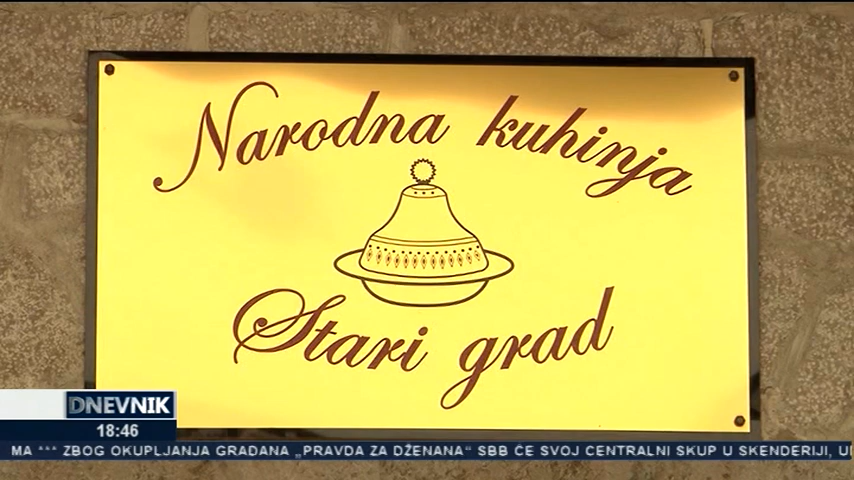 Narodna kuhinja
Stari grad
DNEVNIK
18:46
MA *** ZBOG OKUPLJANJA GRAĐANA „PRAVDA ZA DŽENANA“ SBB ĆE SVOJ CENTRALNI SKUP U SKENDERIJI,